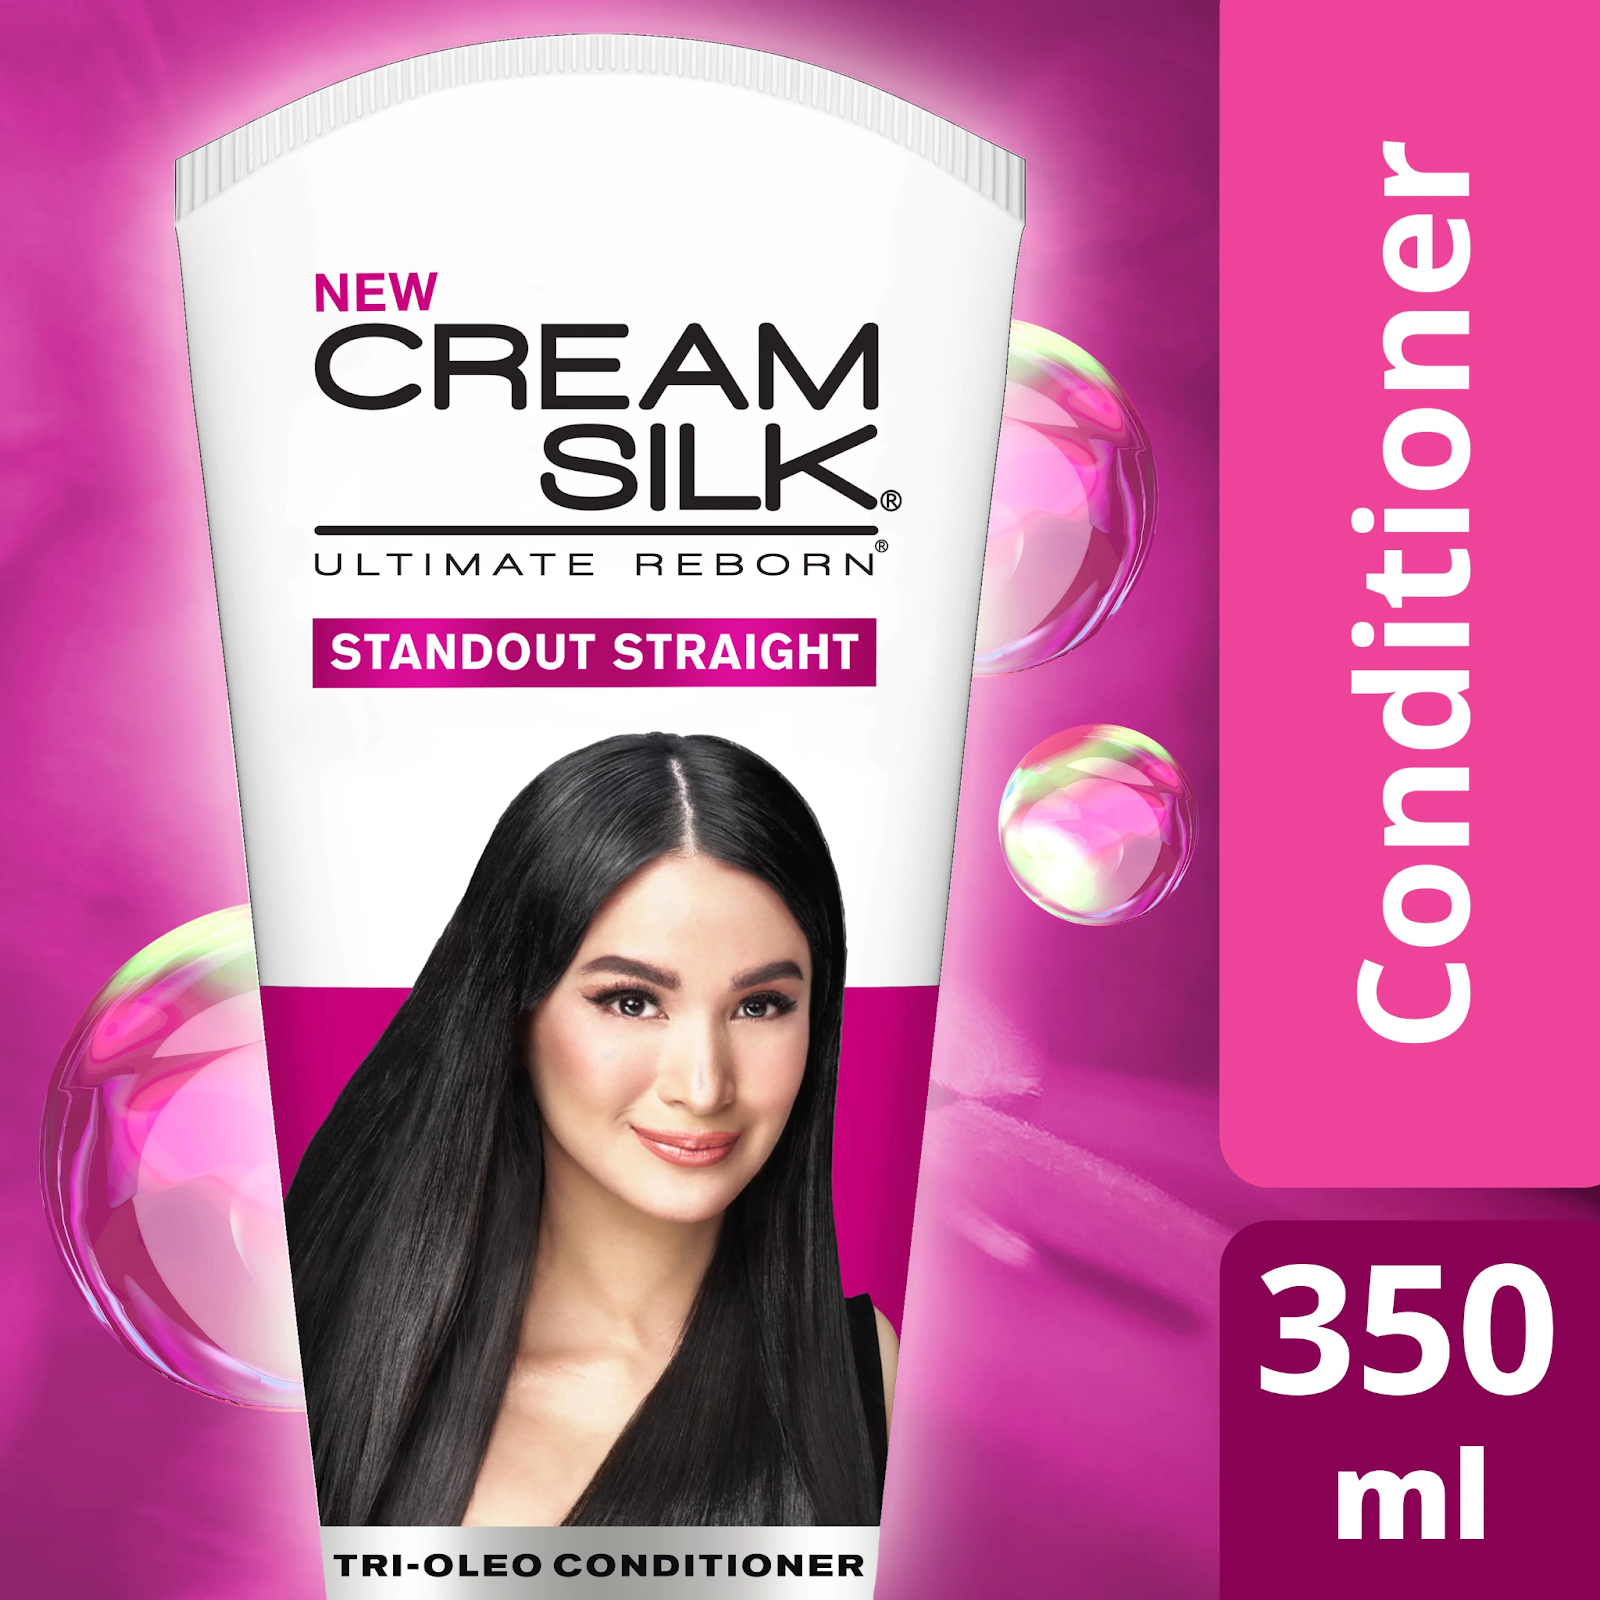 NEW
CREAM
SILK®
ULTIMATE REBORN®
STANDOUT STRAIGHT
TRI-OLEO CONDITIONER
Conditioner
350
ml